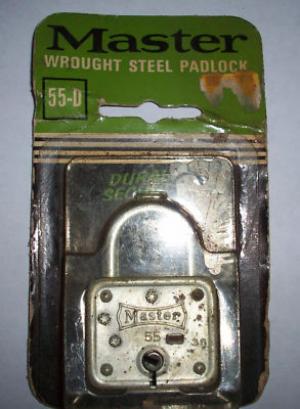 Master
WROUGHT STEEL PADLOCK
55-D
Master
55